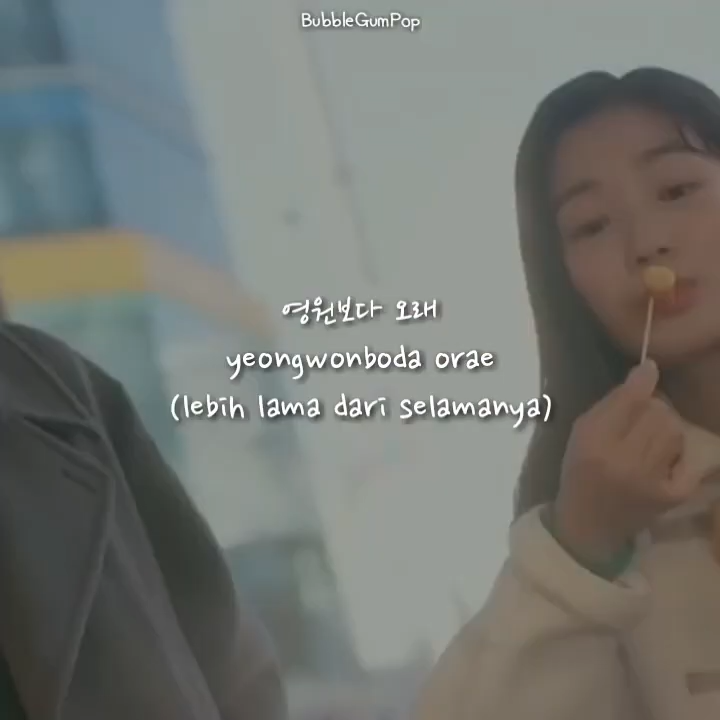 BubbleGumPop
영원보다 오래
yeongwonboda orae
(lebih lama dari selamanya)